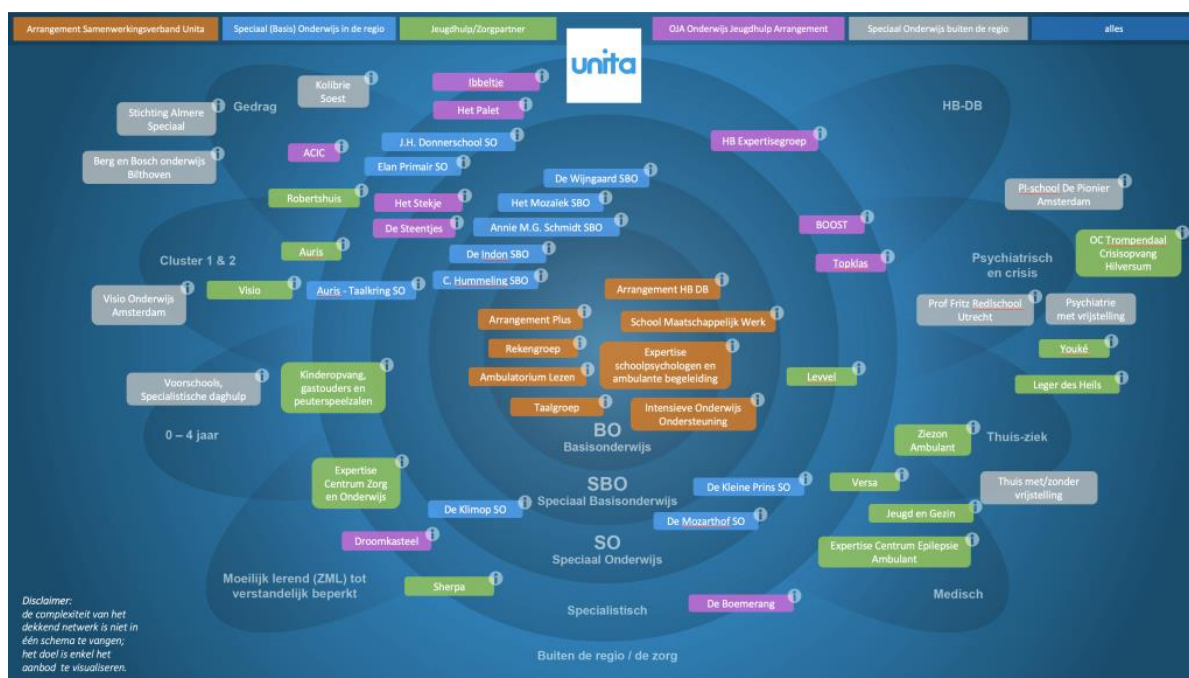 Arrangement Samenwerkingsverband Unita
Speciaal (Basis) Onderwijs in de regio
Jeugdhulp/Zorgpartner
OJA Onderwijs Jeugdhulp Arrangement
Speciaal Onderwijs buiten de regio
alles
unita
Gedrag
Kolibrie
Soest
Ibbeltje
Het Palet
HB-DB
Stichting Almere
Speciaal
J.H. Donnerschool SO
HB Expertisegroep
ACIC
Berg en Bosch onderwijs
Bilthoven
Elan Primair SO
De Wijngaard SBO
PI-school De Pionier
Amsterdam
Robertshuis
Het Stekje
Het Mozaïek SBO
De Steentjes
Annie M.G. Schmidt SBO
BOOST
Auris
De Indon SBO
OC Trompendaal
Crisisopvang
Hilversum
Cluster 1 & 2
Topklas
Psychiatrisch
en crisis
C. Hummeling SBO
Visio
Auris - Taalkring SO
Arrangement HB DB
Visio Onderwijs
Amsterdam
Prof Fritz Redlschool
Utrecht
Psychiatrie
met vrijstelling
Arrangement Plus
School Maatschappelijk Werk
Rekengroep
Expertise
schoolpsychologen en
ambulante begeleiding
Youké
Voorschools,
Specialistische daghulp
Kinderopvang,
gastouders en
peuterspeelzalen
Ambulatorium Lezen
Levvel
Leger des Heils
Taalgroep
Intensieve Onderwijs
Ondersteuning
0 – 4 jaar
BO
Basisonderwijs
Ziezon
Ambulant
Thuis-ziek
Expertise
Centrum Zorg
en Onderwijs
SBO
Speciaal Basisonderwijs
De Kleine Prins SO
Versa
Thuis met/zonder
vrijstelling
De Klimop SO
De Mozarthof SO
Jeugd en Gezin
Droomkasteel
SO
Speciaal Onderwijs
Expertise Centrum Epilepsie
Ambulant
Moeilijk lerend (ZML) tot
verstandelijk beperkt
Sherpa
Specialistisch
De Boemerang
Medisch
Buiten de regio / de zorg
Disclaimer:
de complexiteit van het
dekkend netwerk is niet in
één schema te vangen;
het doel is enkel het
aanbod te visualiseren.